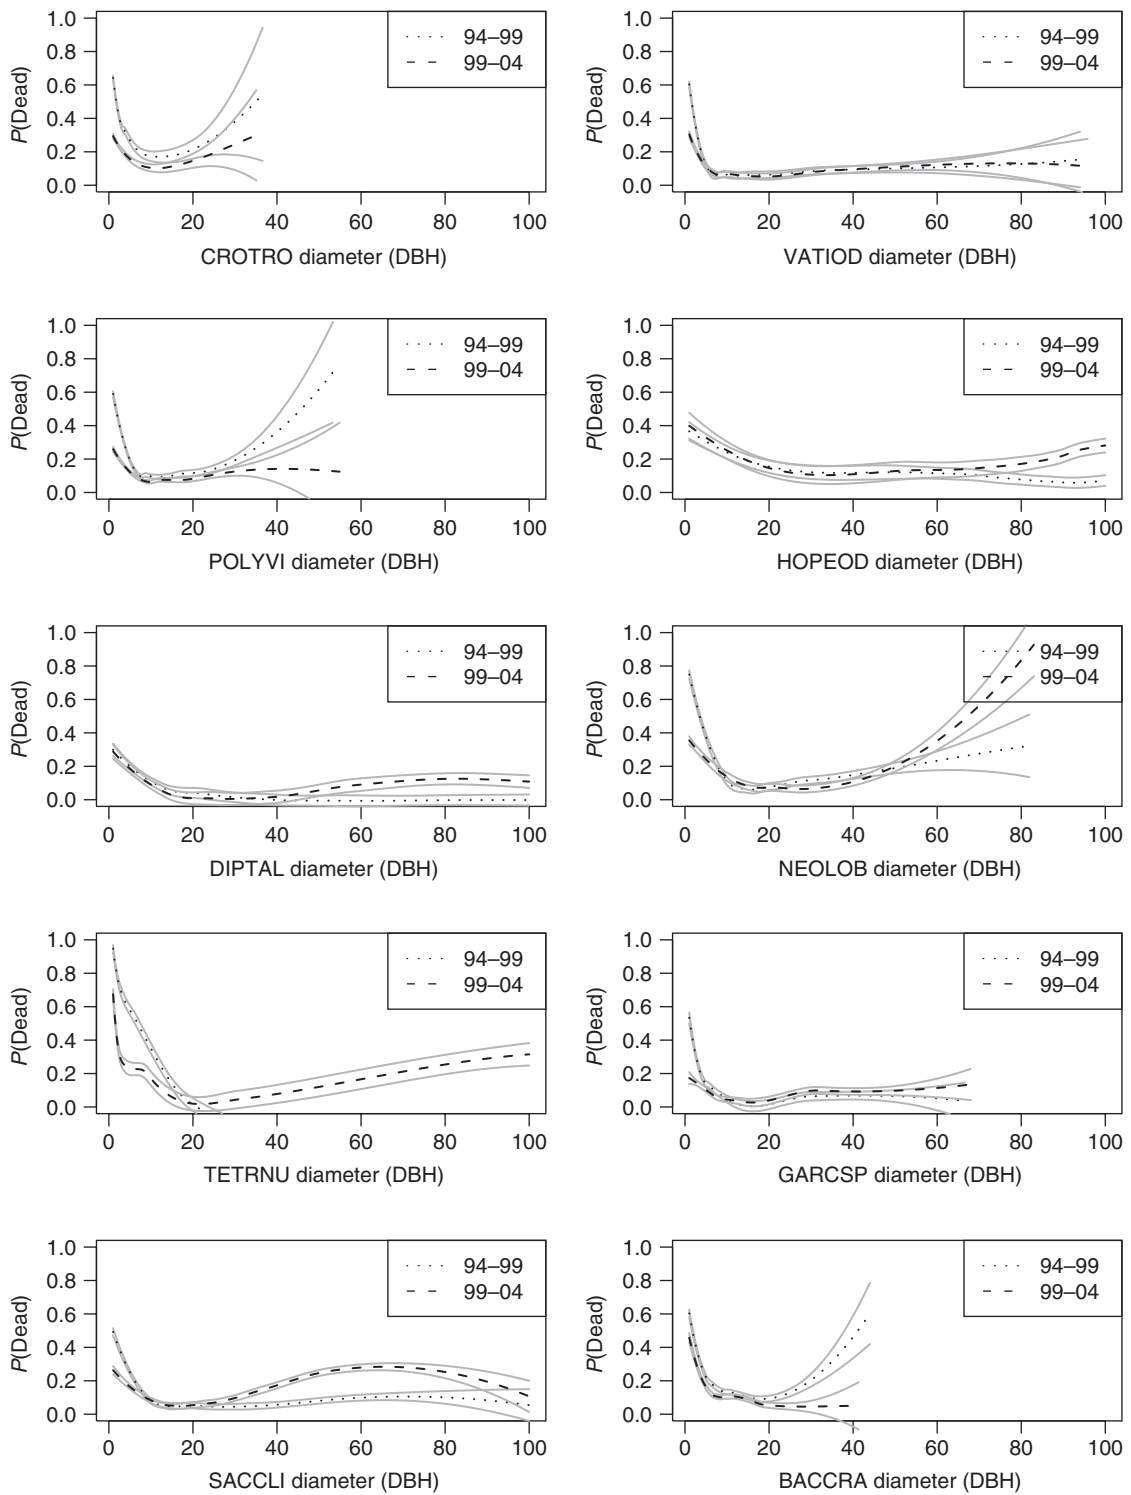 1.0
0.8
0.6
0.4
0.2
0.0
P(Dead)
94–99
99–04
0 20 40 60 80 100
CROTRO diameter (DBH)
1.0
0.8
0.6
0.4
0.2
0.0
P(Dead)
94–99
99–04
0 20 40 60 80 100
VATIOD diameter (DBH)
1.0
0.8
0.6
0.4
0.2
0.0
P(Dead)
94–99
99–04
0 20 40 60 80 100
POLYVI diameter (DBH)
1.0
0.8
0.6
0.4
0.2
0.0
P(Dead)
94–99
99–04
0 20 40 60 80 100
HOPEOD diameter (DBH)
1.0
0.8
0.6
0.4
0.2
0.0
P(Dead)
94–99
99–04
0 20 40 60 80 100
DIPTAL diameter (DBH)
1.0
0.8
0.6
0.4
0.2
0.0
P(Dead)
94–99
99–04
0 20 40 60 80 100
NEOLOB diameter (DBH)
1.0
0.8
0.6
0.4
0.2
0.0
P(Dead)
94–99
99–04
0 20 40 60 80 100
TETRNU diameter (DBH)
1.0
0.8
0.6
0.4
0.2
0.0
P(Dead)
94–99
99–04
0 20 40 60 80 100
GARCSP diameter (DBH)
1.0
0.8
0.6
0.4
0.2
0.0
P(Dead)
94–99
99–04
0 20 40 60 80 100
SACCLI diameter (DBH)
1.0
0.8
0.6
0.4
0.2
0.0
P(Dead)
94–99
99–04
0 20 40 60 80 100
BACCRA diameter (DBH)